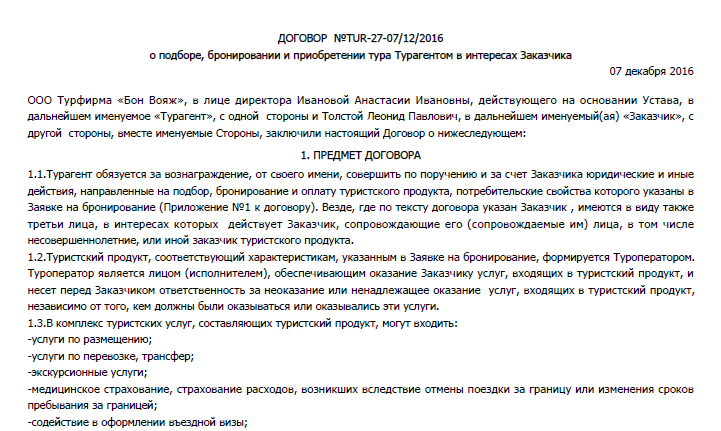 ДОГОВОР №TUR-27-07/12/2016
о подборе, бронировании и приобретении тура Турагентом в интересах Заказчика
07 декабря 2016
ООО Турфирма «Бон Вояж», в лице директора Ивановой Анастасии Ивановны, действующего на основании Устава, в
дальнейшем именуемое «Турагент», с одной стороны и Толстой Леонид Павлович, в дальнейшем именуемый(ая) «Заказчик», с
другой стороны, вместе именуемые Стороны, заключили настоящий Договор о нижеследующем:
1. ПРЕДМЕТ ДОГОВОРА
1.1.Турагент обязуется за вознаграждение, от своего имени, совершить по поручению и за счет Заказчика юридические и иные
действия, направленные на подбор, бронирование и оплату туристского продукта, потребительские свойства которого указаны в
Заявке на бронирование (Приложение №1 к договору). Везде, где по тексту договора указан Заказчик , имеются в виду также
третьи лица, в интересах которых действует Заказчик, сопровождающие его (сопровождаемые им) лица, в том числе
несовершеннолетние, или иной заказчик туристского продукта.
1.2.Туристский продукт, соответствующий характеристикам, указанным в Заявке на бронирование, формируется Туроператором.
Туроператор является лицом (исполнителем), обеспечивающим оказание Заказчику услуг, входящих в туристский продукт, и
несет перед Заказчиком ответственность за неоказание или ненадлежащее оказание услуг, входящих в туристский продукт,
независимо от того, кем должны были оказываться или оказывались эти услуги.
1.3.В комплекс туристских услуг, составляющих туристский продукт, могут входить:
-услуги по размещению;
-услуги по перевозке, трансфер;
-экскурсионные услуги;
-медицинское страхование, страхование расходов, возникших вследствие отмены поездки за границу или изменения сроков
пребывания за границей;
-содействие в оформлении въездной визы;